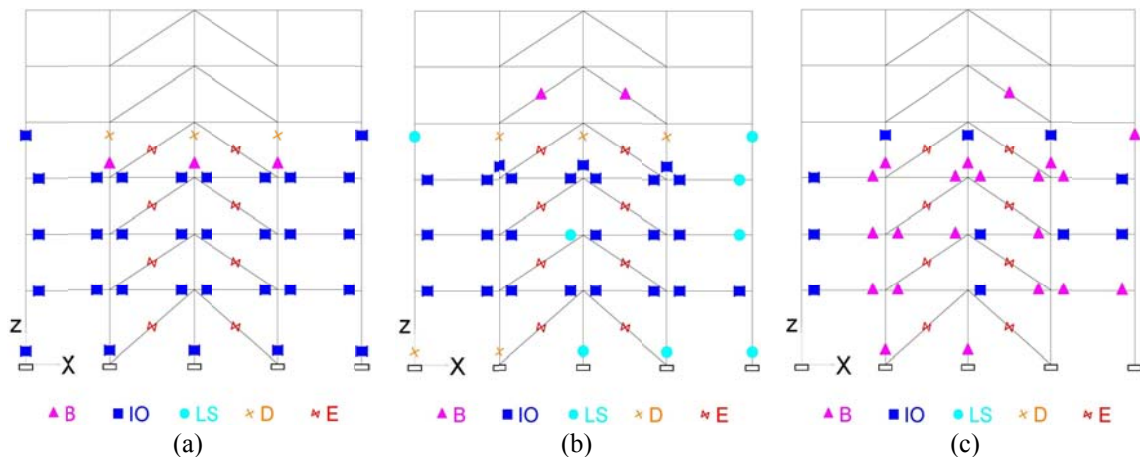 Z Z Z
X X X
B IO LS D E B IO LS D E B IO LS D E
(a) (b) (c)